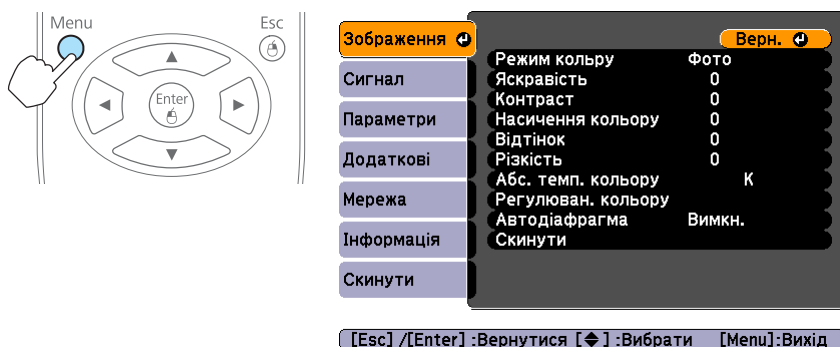 Menu
Esc
Enter
Зображення
Сигнал
Параметри
Додаткові
Мережа
Інформація
Скинути
Верн.
Режим кольру Фото
Яскравість 0
Контраст 0
Насичення кольору 0
Відтінок 0
Різкість 0
Абс. темп. кольору K
Регулюван. кольору
Автодіафрагма Вимкн.
Скинути
[Esc] /[Enter] :Вернутися [◆] :Вибрати [Menu]:Вихід